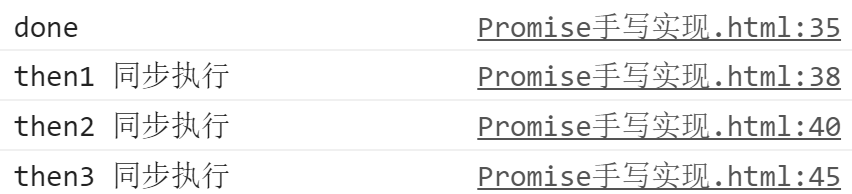 done Promise手写实现.html:35
then1 同步执行 Promise手写实现.html:38
then2 同步执行 Promise手写实现.html:40
then3 同步执行 Promise手写实现.html:45